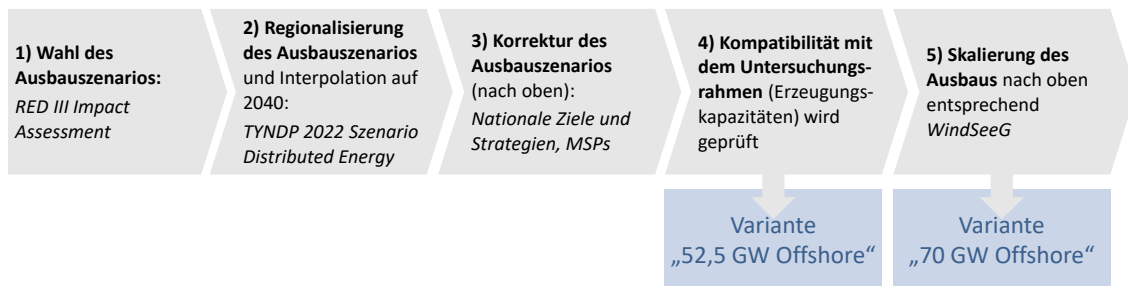 1) Wahl des
Ausbauszenarios:
RED III Impact
Assessment
2) Regionalisierung
des Ausbauszenarios
und Interpolation auf
2040:
TYNDP 2022 Szenario
Distributed Energy
3) Korrektur des
Ausbauszenarios
(nach oben):
Nationale Ziele und
Strategien, MSPs
4) Kompatibilität mit
dem Untersuchungs-
rahmen (Erzeugungs-
kapazitäten) wird
geprüft
5) Skalierung des
Ausbaus nach oben
entsprechend
WindSeeG
Variante
„52,5 GW Offshore“
Variante
„70 GW Offshore“